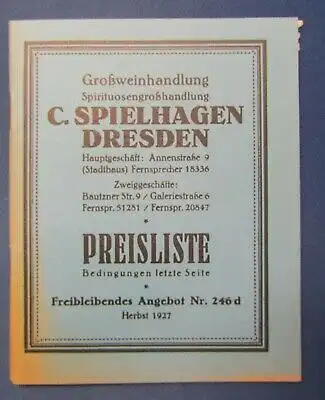 Großweinhandlung
Spirituosengroßhandlung
C. SPIELHAGEN
DRESDEN
Hauptgeschäft: Annenstraße 9
(Stadthaus) Fernsprecher 18336
Zweiggeschäfte:
Bautzner Str. 9 / Galeriestraße 6
Fernspr. 51281 / Fernspr. 20847
*
PREISLISTE
Bedingungen letzte Seite
*
Freibleibendes Angebot Nr. 246 d
Herbst 1927